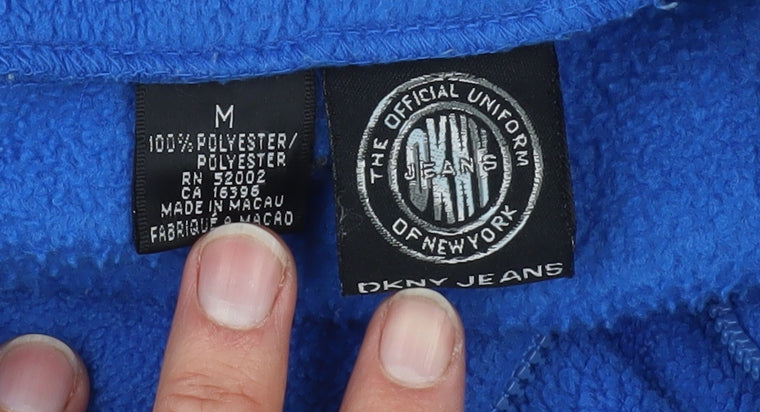 M
100% POLYESTER/
POLYESTER
RN 52002
CA 16396
MADE IN MACAU
FABRIQUÉ A MACAO
THE OFFICIAL UNIFORM
OF NEW YORK
DKNY
JEANS
DKNY JEANS